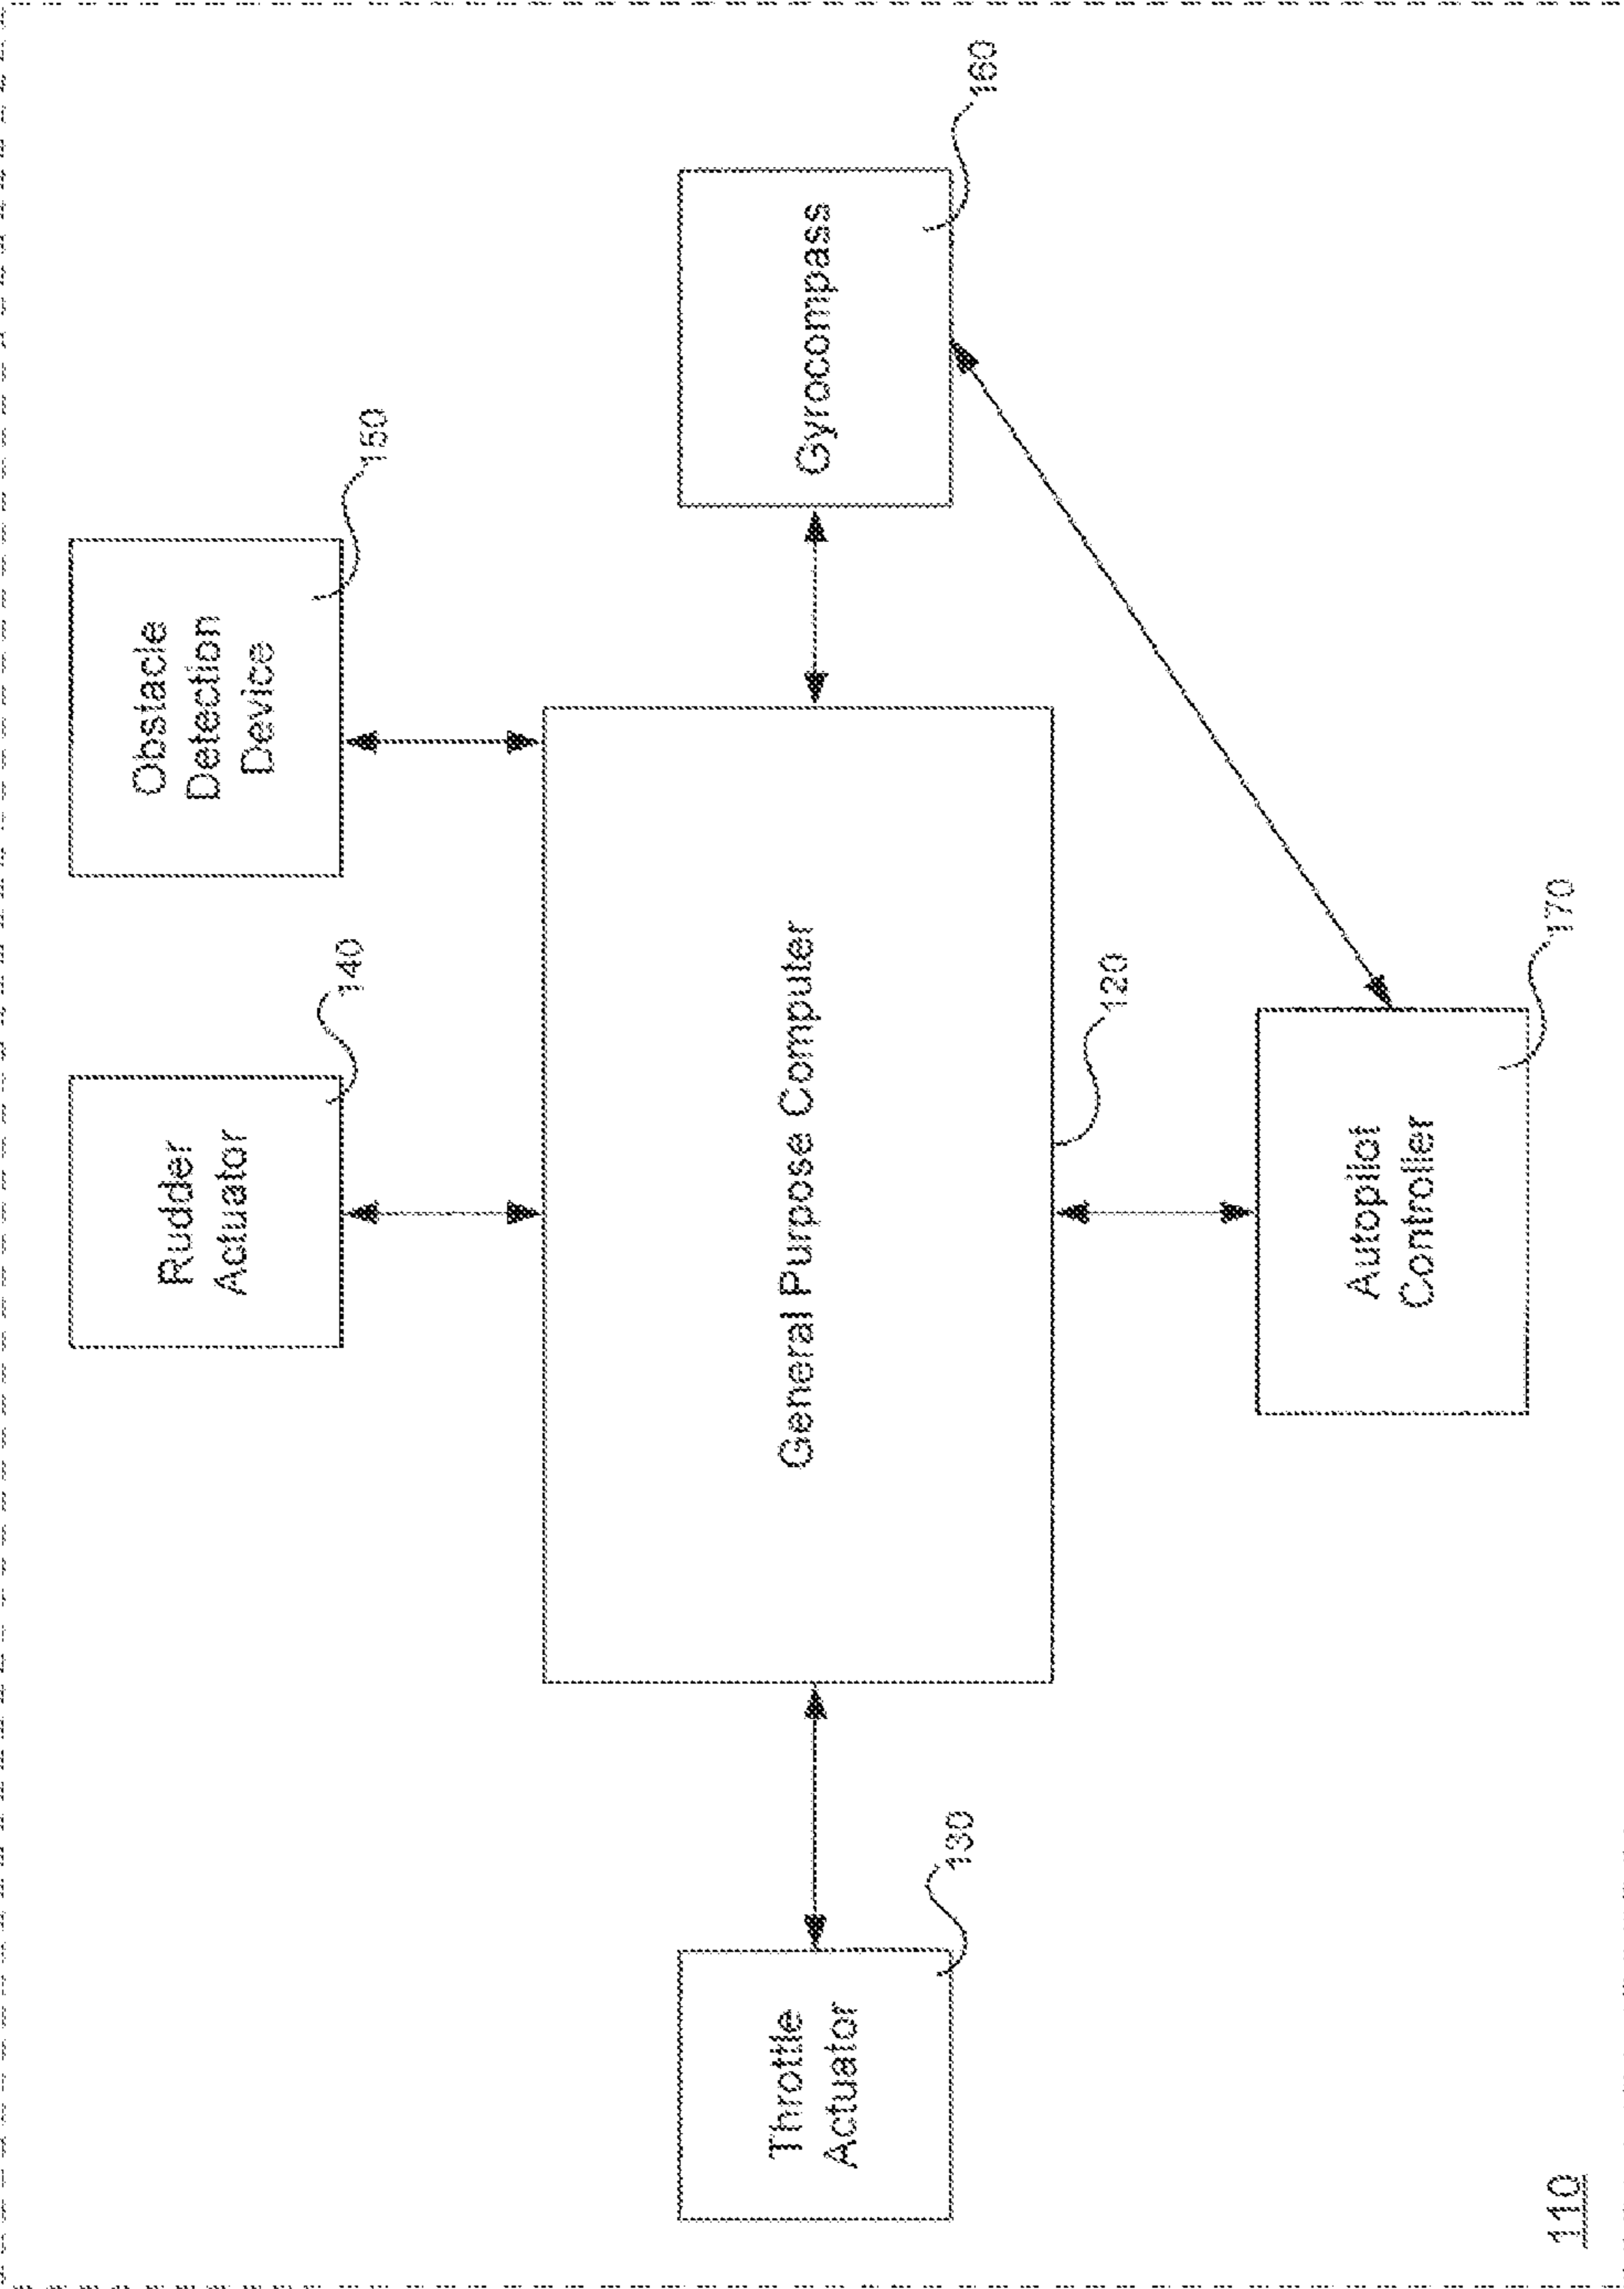 Rudder
Actuator
140
Obstacle
Detection
Device
150
Throttle
Actuator
130
General Purpose Computer
120
Gyrocompass
160
Autopilot
Controller
170
110